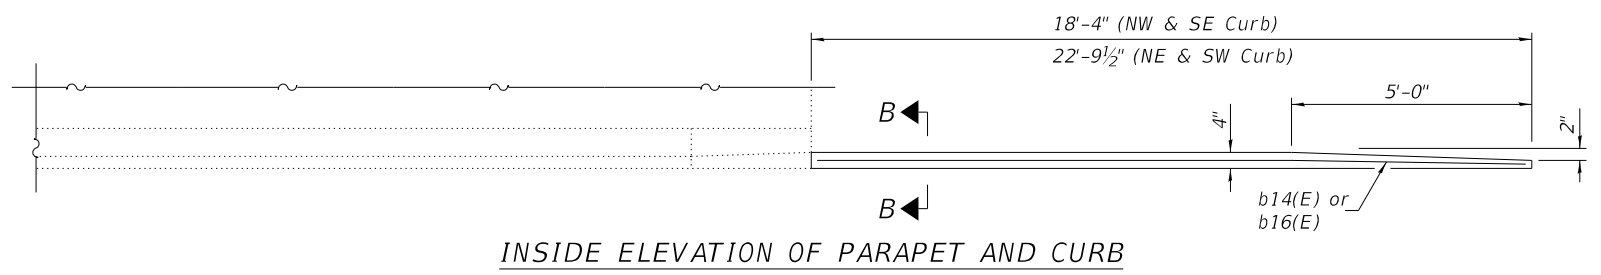 18'-4" (NW & SE Curb)
22'-9½" (NE & SW Curb)
5'-0"
B
4"
2"
B
b14(E) or
b16(E)
INSIDE ELEVATION OF PARAPET AND CURB